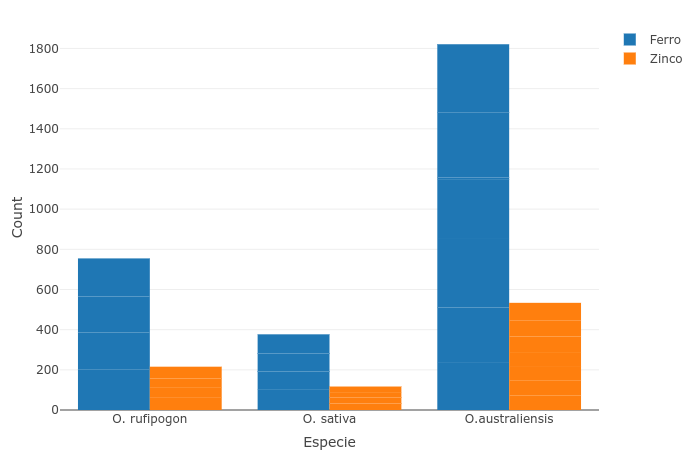 Ferro
Zinco
1800
1600
1400
1200
1000
800
600
400
200
0
Count
O. rufipogon
O. sativa
O.australiensis
Especie